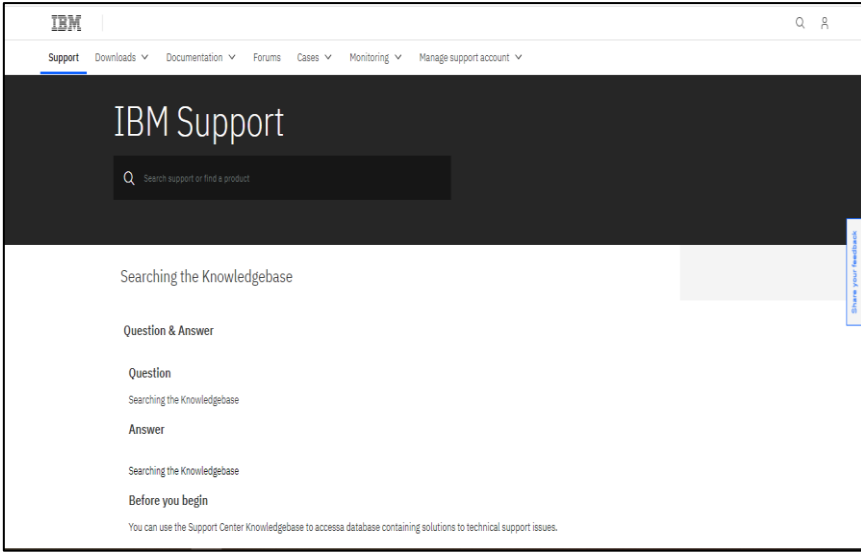 IBM
Support Downloads Documentation Forums Cases Monitoring Manage support account
IBM Support
Search support or find a product
Share your feedback
Searching the Knowledgebase
Question & Answer
Question
Searching the Knowledgebase
Answer
Searching the Knowledgebase
Before you begin
You can use the Support Center Knowledgebase to accessa database containing solutions to technical support issues.